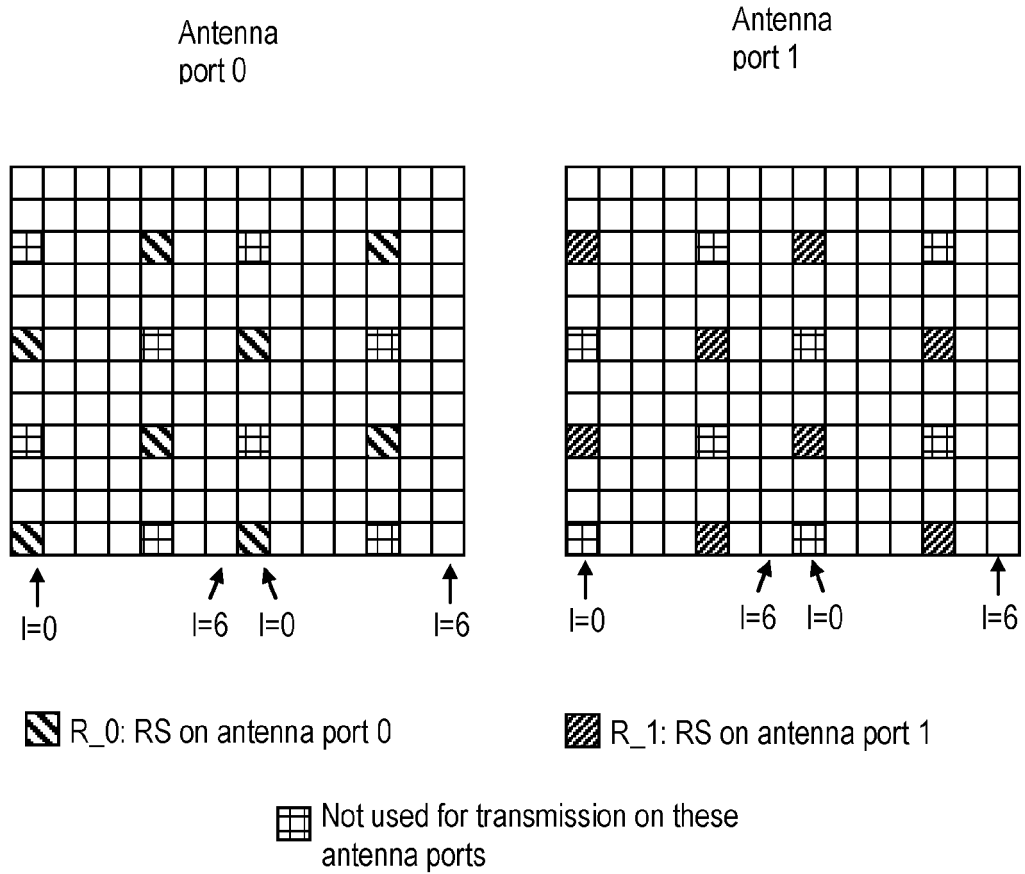 Antenna
port 0
Antenna
port 1
l=0
l=6
l=0
l=6
l=0
l=6
l=0
l=6
R_0: RS on antenna port 0
R_1: RS on antenna port 1
Not used for transmission on these
antenna ports